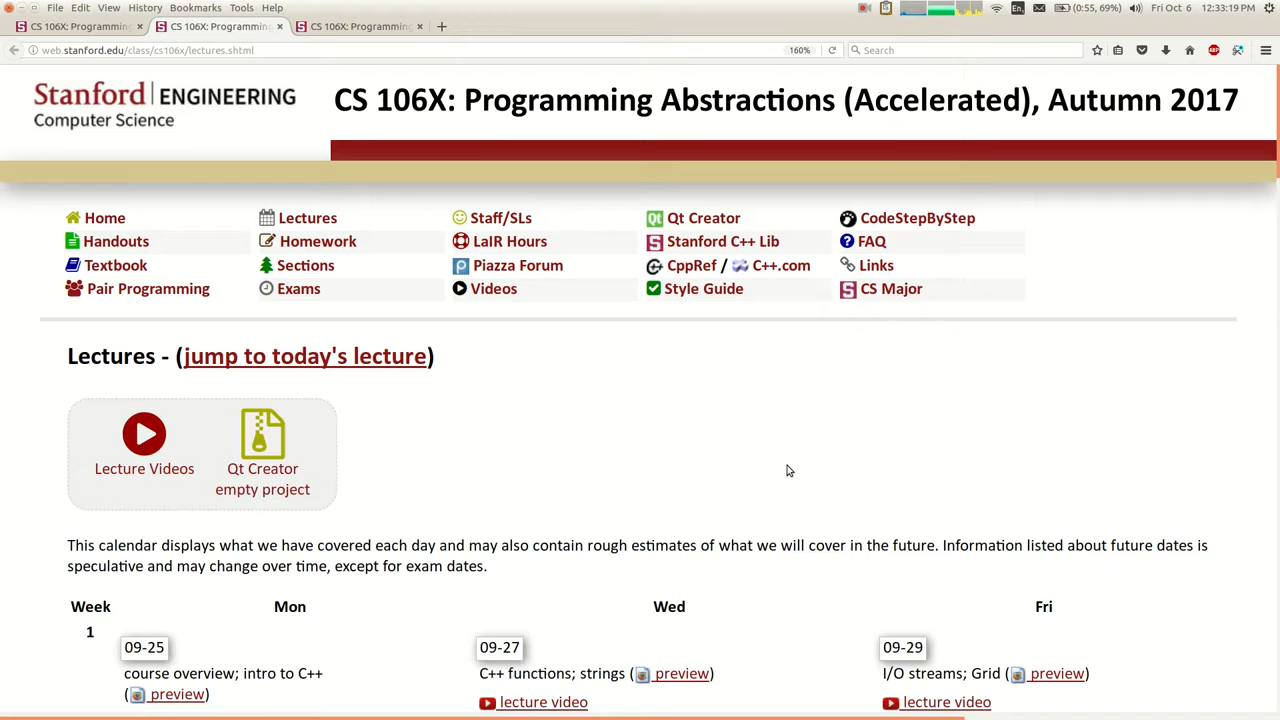 File Edit View History Bookmarks Tools Help
En (0:55, 69%) Fri Oct 6 12:33:19 PM
CS 106X: Programming × CS 106X: Programming × CS 106X: Programming × +
web.stanford.edu/class/cs106x/lectures.shtml 160% Search ABP
Stanford | ENGINEERING
Computer Science
CS 106X: Programming Abstractions (Accelerated), Autumn 2017
Home Lectures Staff/SLs Qt Qt Creator CodeStepByStep
Handouts Homework LaIR Hours S Stanford C++ Lib ? FAQ
Textbook Sections P Piazza Forum CppRef / C++.com Links
Pair Programming Exams Videos Style Guide S CS Major
Lectures - (jump to today's lecture)
Lecture Videos
Qt Creator
empty project
This calendar displays what we have covered each day and may also contain rough estimates of what we will cover in the future. Information listed about future dates is
speculative and may change over time, except for exam dates.
Week Mon Wed Fri
1
09-25
course overview; intro to C++
(preview)
09-27
C++ functions; strings (preview)
lecture video
09-29
I/O streams; Grid (preview)
lecture video